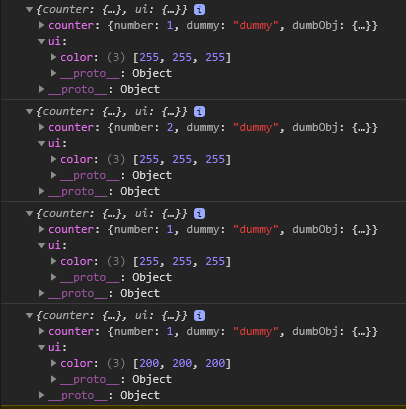 ▼{counter: {…}, ui: {…}} i
▶counter: {number: 1, dummy: "dummy", dumbObj: {…}}
▼ui:
▶color: (3) [255, 255, 255]
▶__proto__: Object
▶__proto__: Object
▼{counter: {…}, ui: {…}} i
▶counter: {number: 2, dummy: "dummy", dumbObj: {…}}
▼ui:
▶color: (3) [255, 255, 255]
▶__proto__: Object
▶__proto__: Object
▼{counter: {…}, ui: {…}} i
▶counter: {number: 1, dummy: "dummy", dumbObj: {…}}
▼ui:
▶color: (3) [255, 255, 255]
▶__proto__: Object
▶__proto__: Object
▼{counter: {…}, ui: {…}} i
▶counter: {number: 1, dummy: "dummy", dumbObj: {…}}
▼ui:
▶color: (3) [200, 200, 200]
▶__proto__: Object
▶__proto__: Object